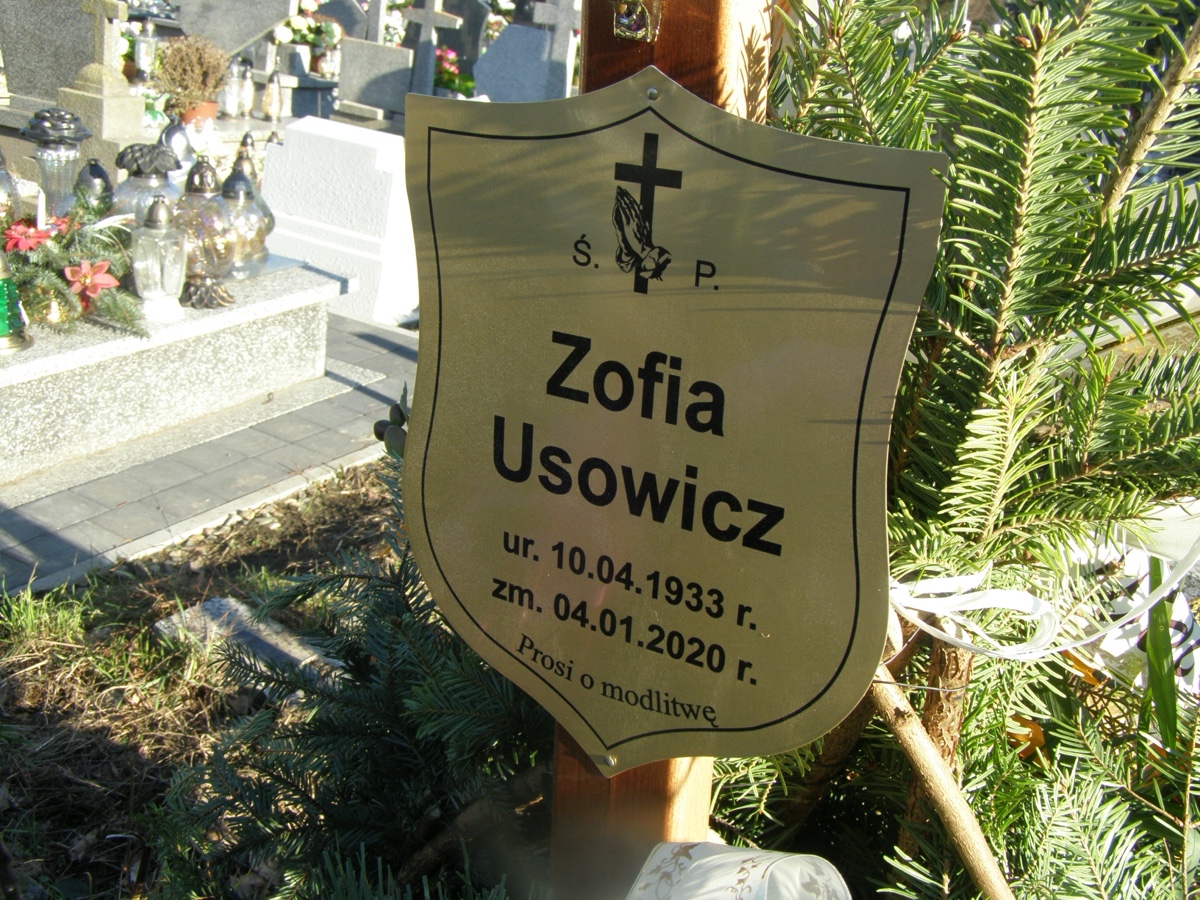 Ś. P.
Zofia
Usowicz
ur. 10.04.1933 r.
zm. 04.01.2020 r.
Prosi o modlitwę